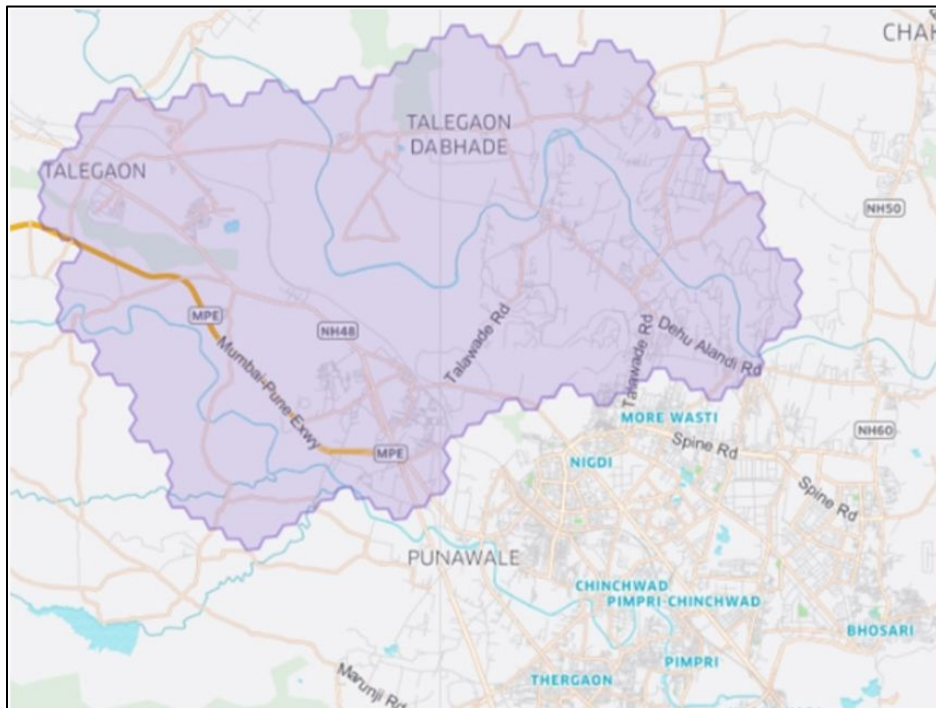 CHAK
TALEGAON
DABHADE
TALEGAON
NH50
MPE
NH48
Mumbai-Pune Exwy
Talawade Rd
Talawade Rd
Dehu Alandi Rd
MORE WASTI
Spine Rd
NH60
MPE
NIGDI
Spine Rd
PUNAWALE
CHINCHWAD
PIMPRI-CHINCHWAD
BHOSARI
PIMPRI
THERGAON
Marunji Rd